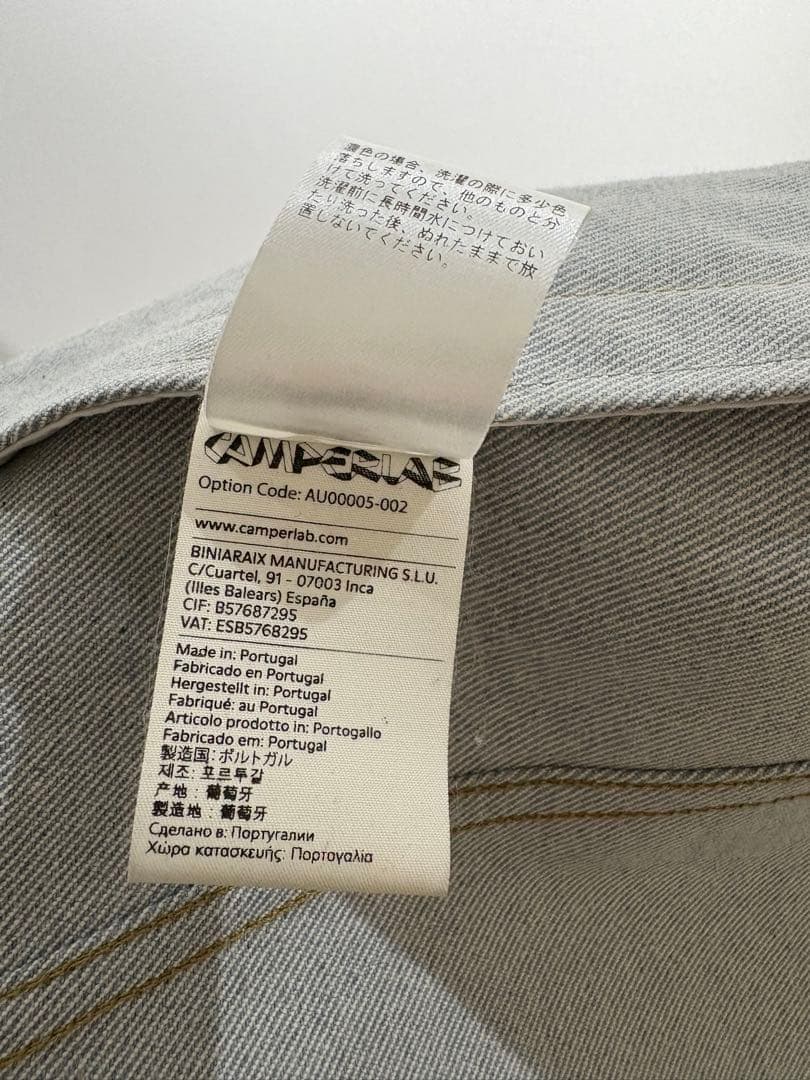 濃色の場合、洗濯の際に多少色
落ちしますので、他のものと分
けて洗ってください。
洗濯前に長時間水につけておい
たり洗った後、ぬれたままで放
置しないでください。
CAMPERLAB
Option Code: AU00005-002
www.camperlab.com
BINIARAIX MANUFACTURING S.L.U.
C/Cuartel, 91 - 07003 Inca
(Illes Balears) España
CIF: B57687295
VAT: ESB5768295
Made in: Portugal
Fabricado en Portugal
Hergestellt in: Portugal
Fabriqué: au Portugal
Articolo prodotto in: Portogallo
Fabricado em: Portugal
製造国：ポルトガル
제조: 포르투갈
产地：葡萄牙
製造地：葡萄牙
Сделано в: Португалии
Χώρα κατασκευής: Πορτογαλία